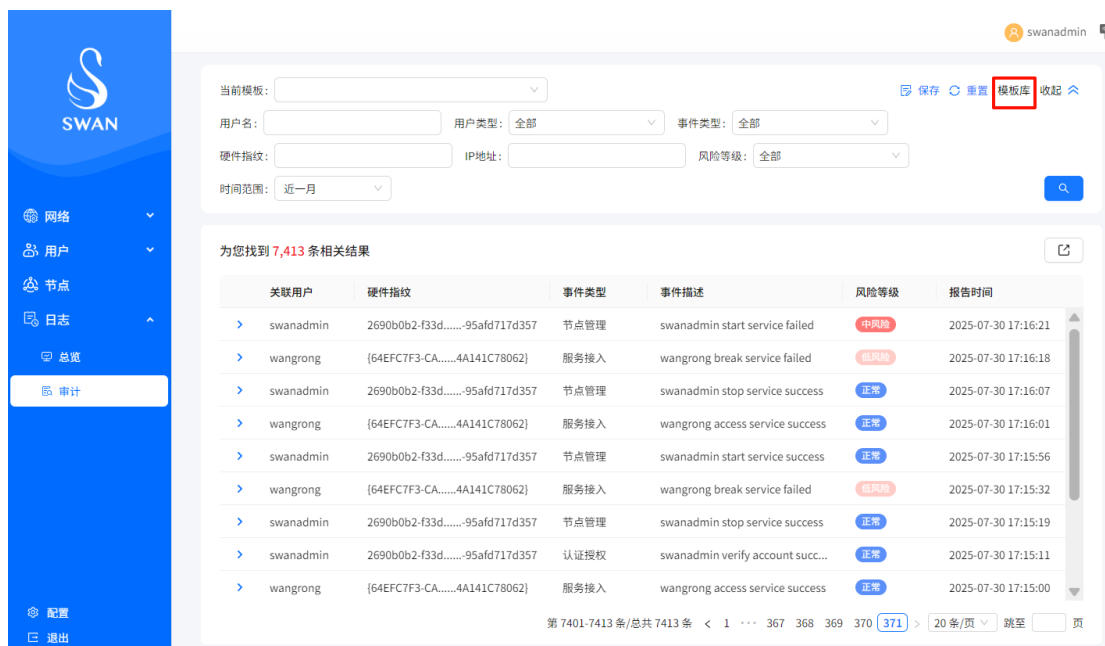 swanadmin
SWAN
网络
用户
节点
日志
总览
审计
配置
退出
当前模板:
保存 重置 模板库 收起
用户名: 用户类型: 全部 事件类型: 全部
硬件指纹: IP地址: 风险等级: 全部
时间范围: 近一月
为您找到 7,413 条相关结果
关联用户 硬件指纹 事件类型 事件描述 风险等级 报告时间
swanadmin 2690b0b2-f33d......-95afd717d357 节点管理 swanadmin start service failed 中风险 2025-07-30 17:16:21
wangrong {64EFC7F3-CA......4A141C78062} 服务接入 wangrong break service failed 低风险 2025-07-30 17:16:18
swanadmin 2690b0b2-f33d......-95afd717d357 节点管理 swanadmin stop service success 正常 2025-07-30 17:16:07
wangrong {64EFC7F3-CA......4A141C78062} 服务接入 wangrong access service success 正常 2025-07-30 17:16:01
swanadmin 2690b0b2-f33d......-95afd717d357 节点管理 swanadmin start service success 正常 2025-07-30 17:15:56
wangrong {64EFC7F3-CA......4A141C78062} 服务接入 wangrong break service failed 低风险 2025-07-30 17:15:32
swanadmin 2690b0b2-f33d......-95afd717d357 节点管理 swanadmin stop service success 正常 2025-07-30 17:15:19
swanadmin 2690b0b2-f33d......-95afd717d357 认证授权 swanadmin verify account succ... 正常 2025-07-30 17:15:11
wangrong {64EFC7F3-CA......4A141C78062} 服务接入 wangrong access service success 正常 2025-07-30 17:15:00
第 7401-7413 条/总共 7413 条 < 1 ··· 367 368 369 370 371 > 20 条/页 跳至 页